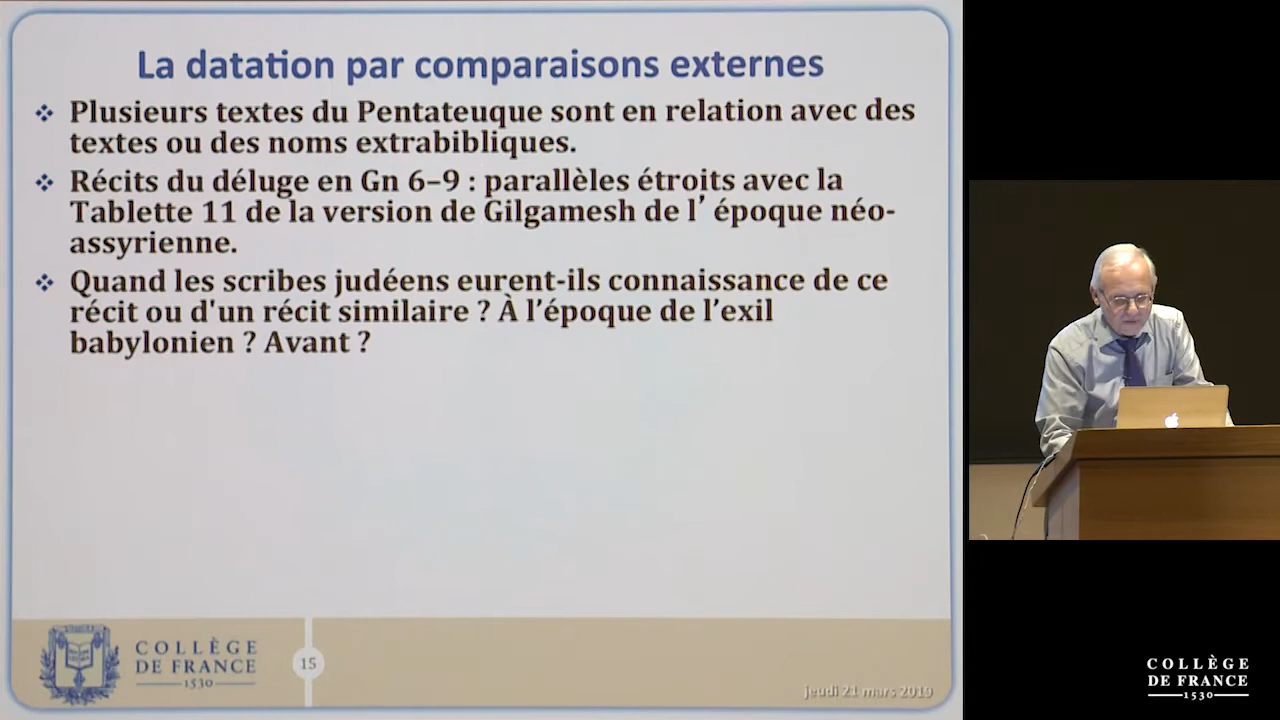 La datation par comparaisons externes
❖ Plusieurs textes du Pentateuque sont en relation avec des
textes ou des noms extrabibliques.
❖ Récits du déluge en Gn 6–9 : parallèles étroits avec la
Tablette 11 de la version de Gilgamesh de l’ époque néo-
assyrienne.
❖ Quand les scribes judéens eurent-ils connaissance de ce
récit ou d'un récit similaire ? À l’époque de l’exil
babylonien ? Avant ?
COLLÈGE
DE FRANCE
1530
15
jeudi 21 mars 2019
COLLÈGE
DE FRANCE
1530